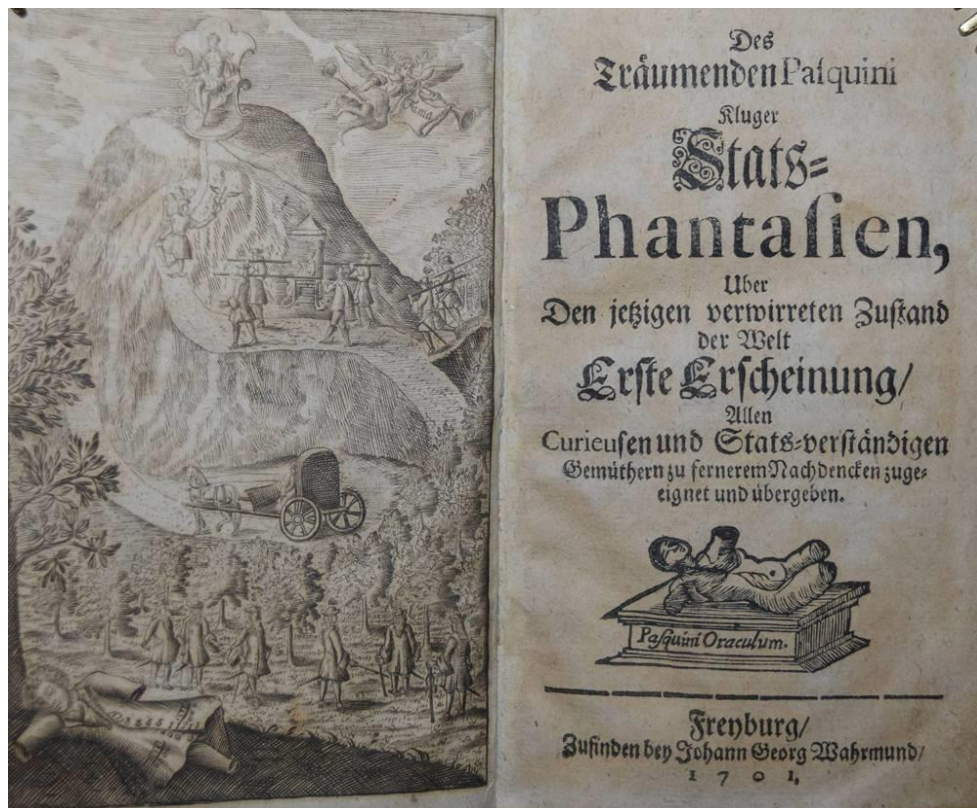 Fama
Des
Träumenden Pasquini
Kluger
Stats-
Phantasien,
Uber
Den jetzigen verwirreten Zustand
der Welt
Erste Erscheinung/
Allen
Curieusen und Stats-verständigen
Gemüthern zu fernerem Nachdencken zuge-
eignet und übergeben.
Pasquini Oraculum.
Freyburg/
Zufinden bey Johann Georg Wahrmund/
1701,